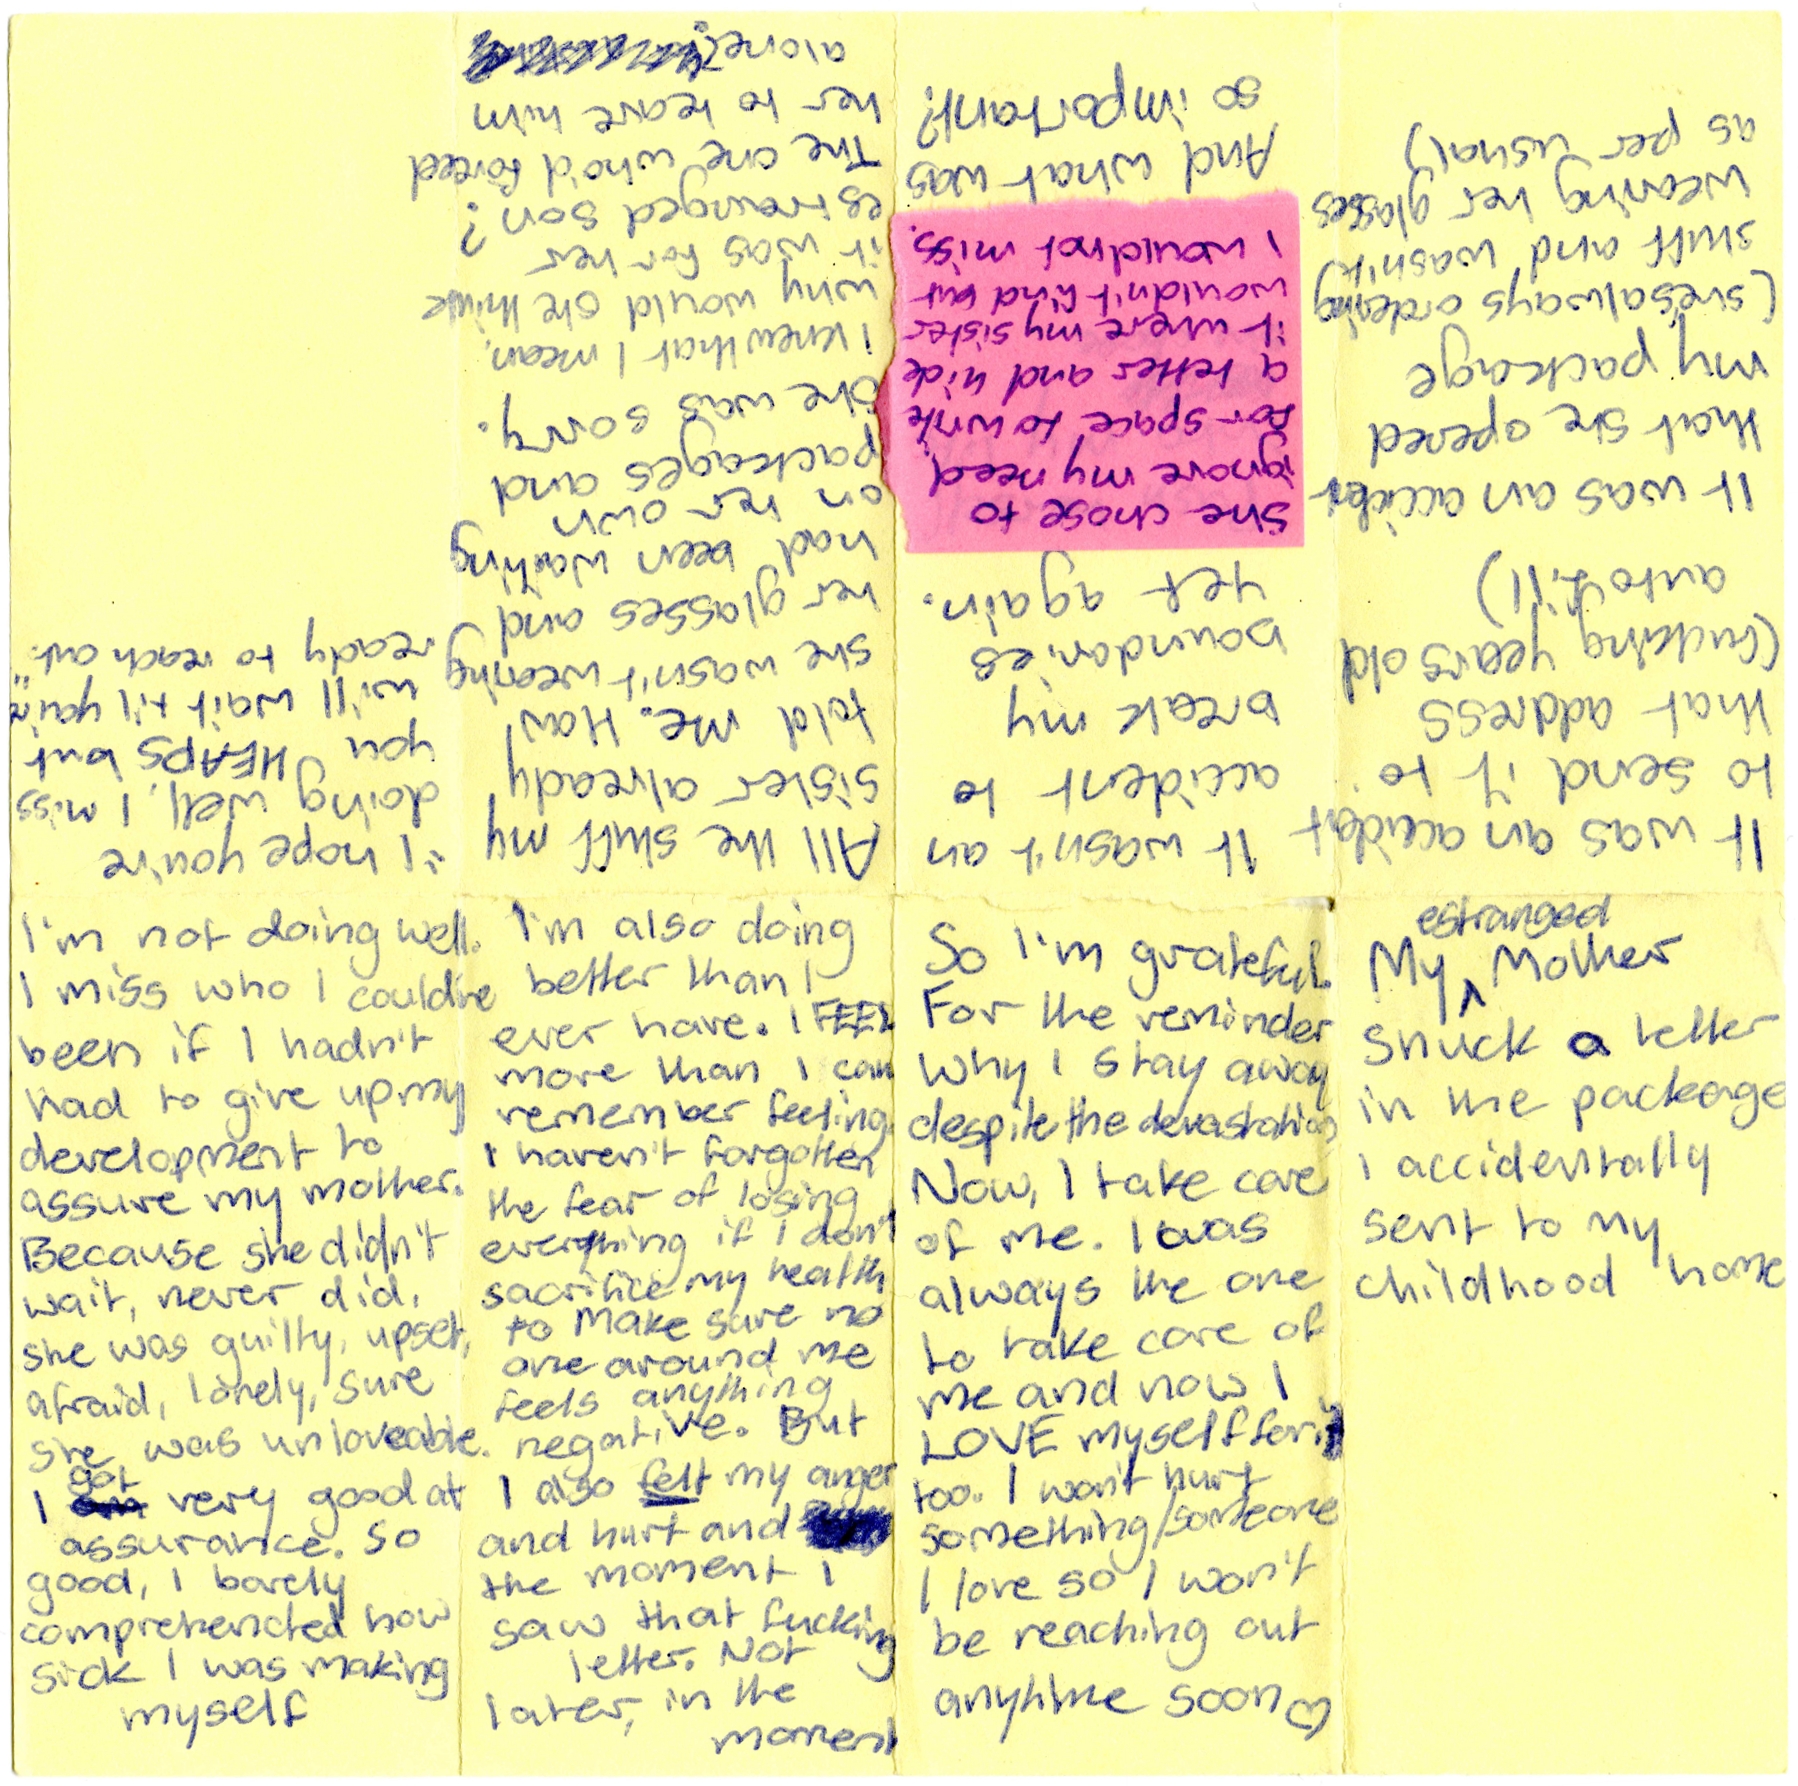 estranged
My ^ Mother
snuck a letter
in the package
I accidentally
sent to my
childhood home
It was an accident
to send it to
that address
(fucking years old
autofill)
It was an accident
that she opened
my package
(she's always ordering
stuff and wasn't
wearing her glasses
as per usual)
It wasn't an
accident to
break my
boundaries
yet again.
She chose to
ignore my need
for space, to write
a letter and hide
it where my sister
wouldn't find but
I would not miss.
And what was
so important?
All the stuff my
sister already
told me. How
she wasn't wearing
her glasses and
had been waiting
on her own
packages and
she was sorry.
I knew that I mean,
why would she think
it was for her
estranged son?
The one who'd forced
her to leave him
alone?
"I hope you're
doing well. I miss
you HEAPS but
will wait til you're
ready to reach out."
I'm not doing well.
I miss who I could've
been if I hadn't
had to give up my
development to
assure my mother.
Because she didn't
wait, never did.
She was guilty, upset,
afraid, lonely, sure
she was unloveable.
I got very good at
assurance. So
good, I barely
comprehended how
sick I was making
myself
I'm also doing
better than I
ever have. I FEEL
more than I can
remember feeling.
I haven't forgotten
the fear of losing
everything if I don't
sacrifice my health
to make sure no
one around me
feels anything
negative. But
I also felt my anger
and hurt and
the moment I
saw that fucking
letter. Not
later, in the
moment
So I'm grateful.
For the reminder
why I stay away
despite the devastation
Now, I take care
of me. I was
always the one
to take care of
me and now I
LOVE myself for it
too. I won't hurt
something/someone
I love so I won't
be reaching out
anytime soon ♡